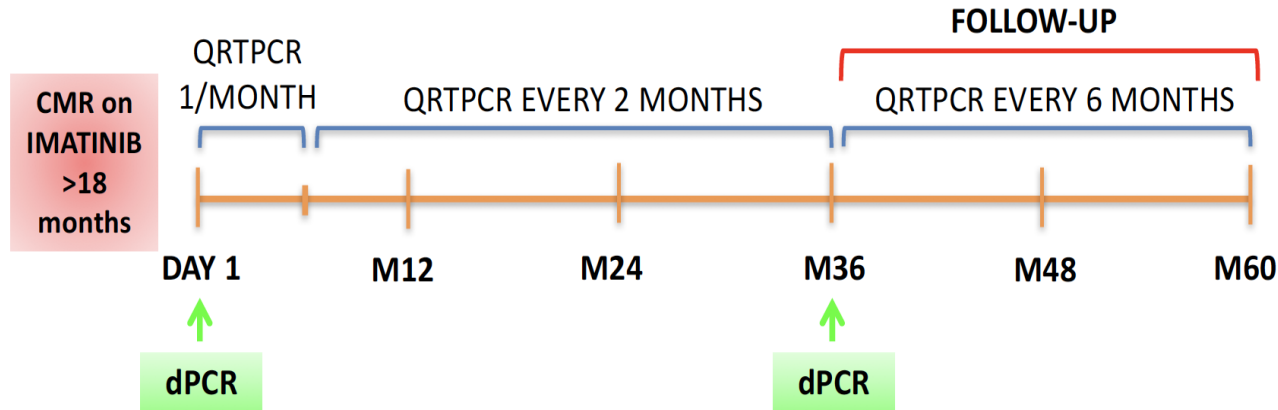 FOLLOW-UP
QRTPCR
1/MONTH
QRTPCR EVERY 2 MONTHS
QRTPCR EVERY 6 MONTHS
CMR on
IMATINIB
>18
months
DAY 1
M12
M24
M36
M48
M60
dPCR
dPCR